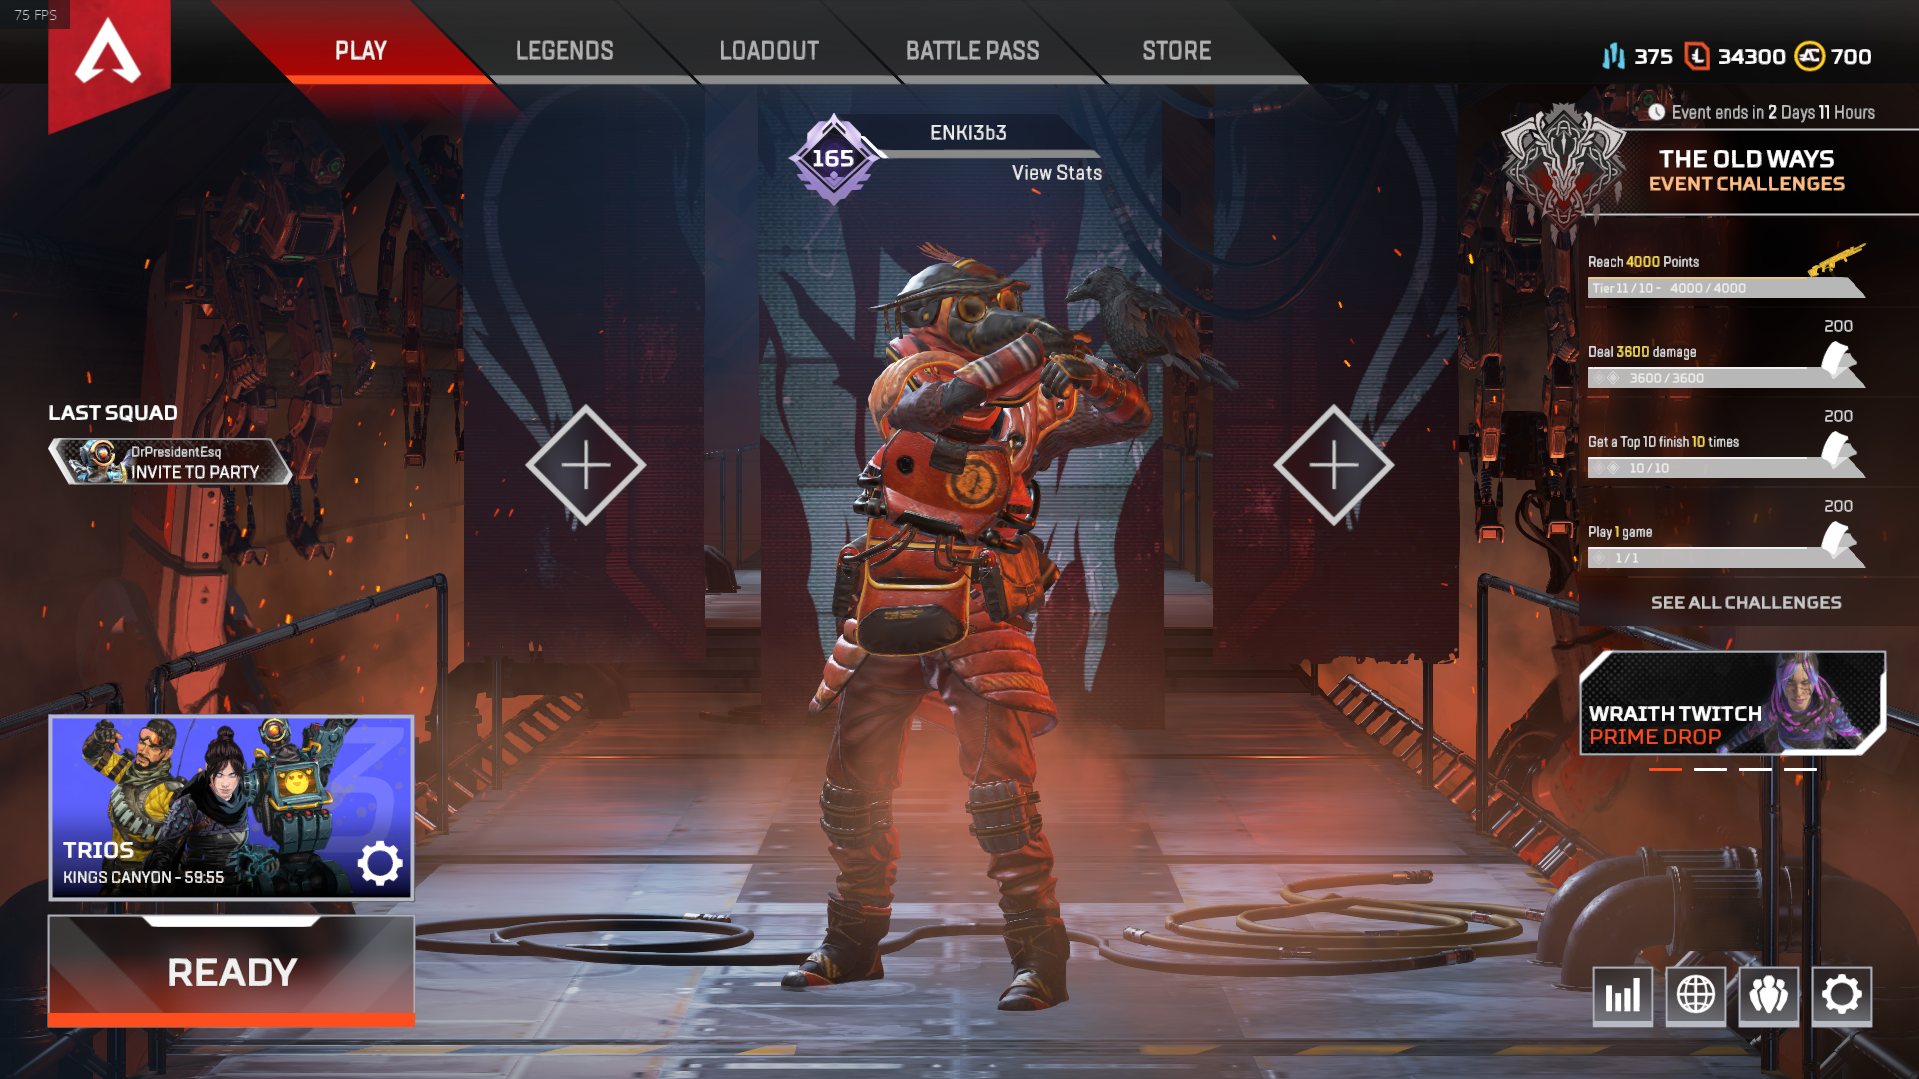 75 FPS
PLAY
LEGENDS
LOADOUT
BATTLE PASS
STORE
375
34300
700
165
ENKI3b3
View Stats
Event ends in 2 Days 11 Hours
THE OLD WAYS
EVENT CHALLENGES
Reach 4000 Points
Tier 11 / 10 - 4000 / 4000
200
Deal 3600 damage
3600 / 3600
200
Get a Top 10 finish 10 times
10 / 10
200
Play 1 game
1 / 1
SEE ALL CHALLENGES
LAST SQUAD
DrPresidentEsq
INVITE TO PARTY
WRAITH TWITCH
PRIME DROP
3
TRIOS
KINGS CANYON - 59:55
READY